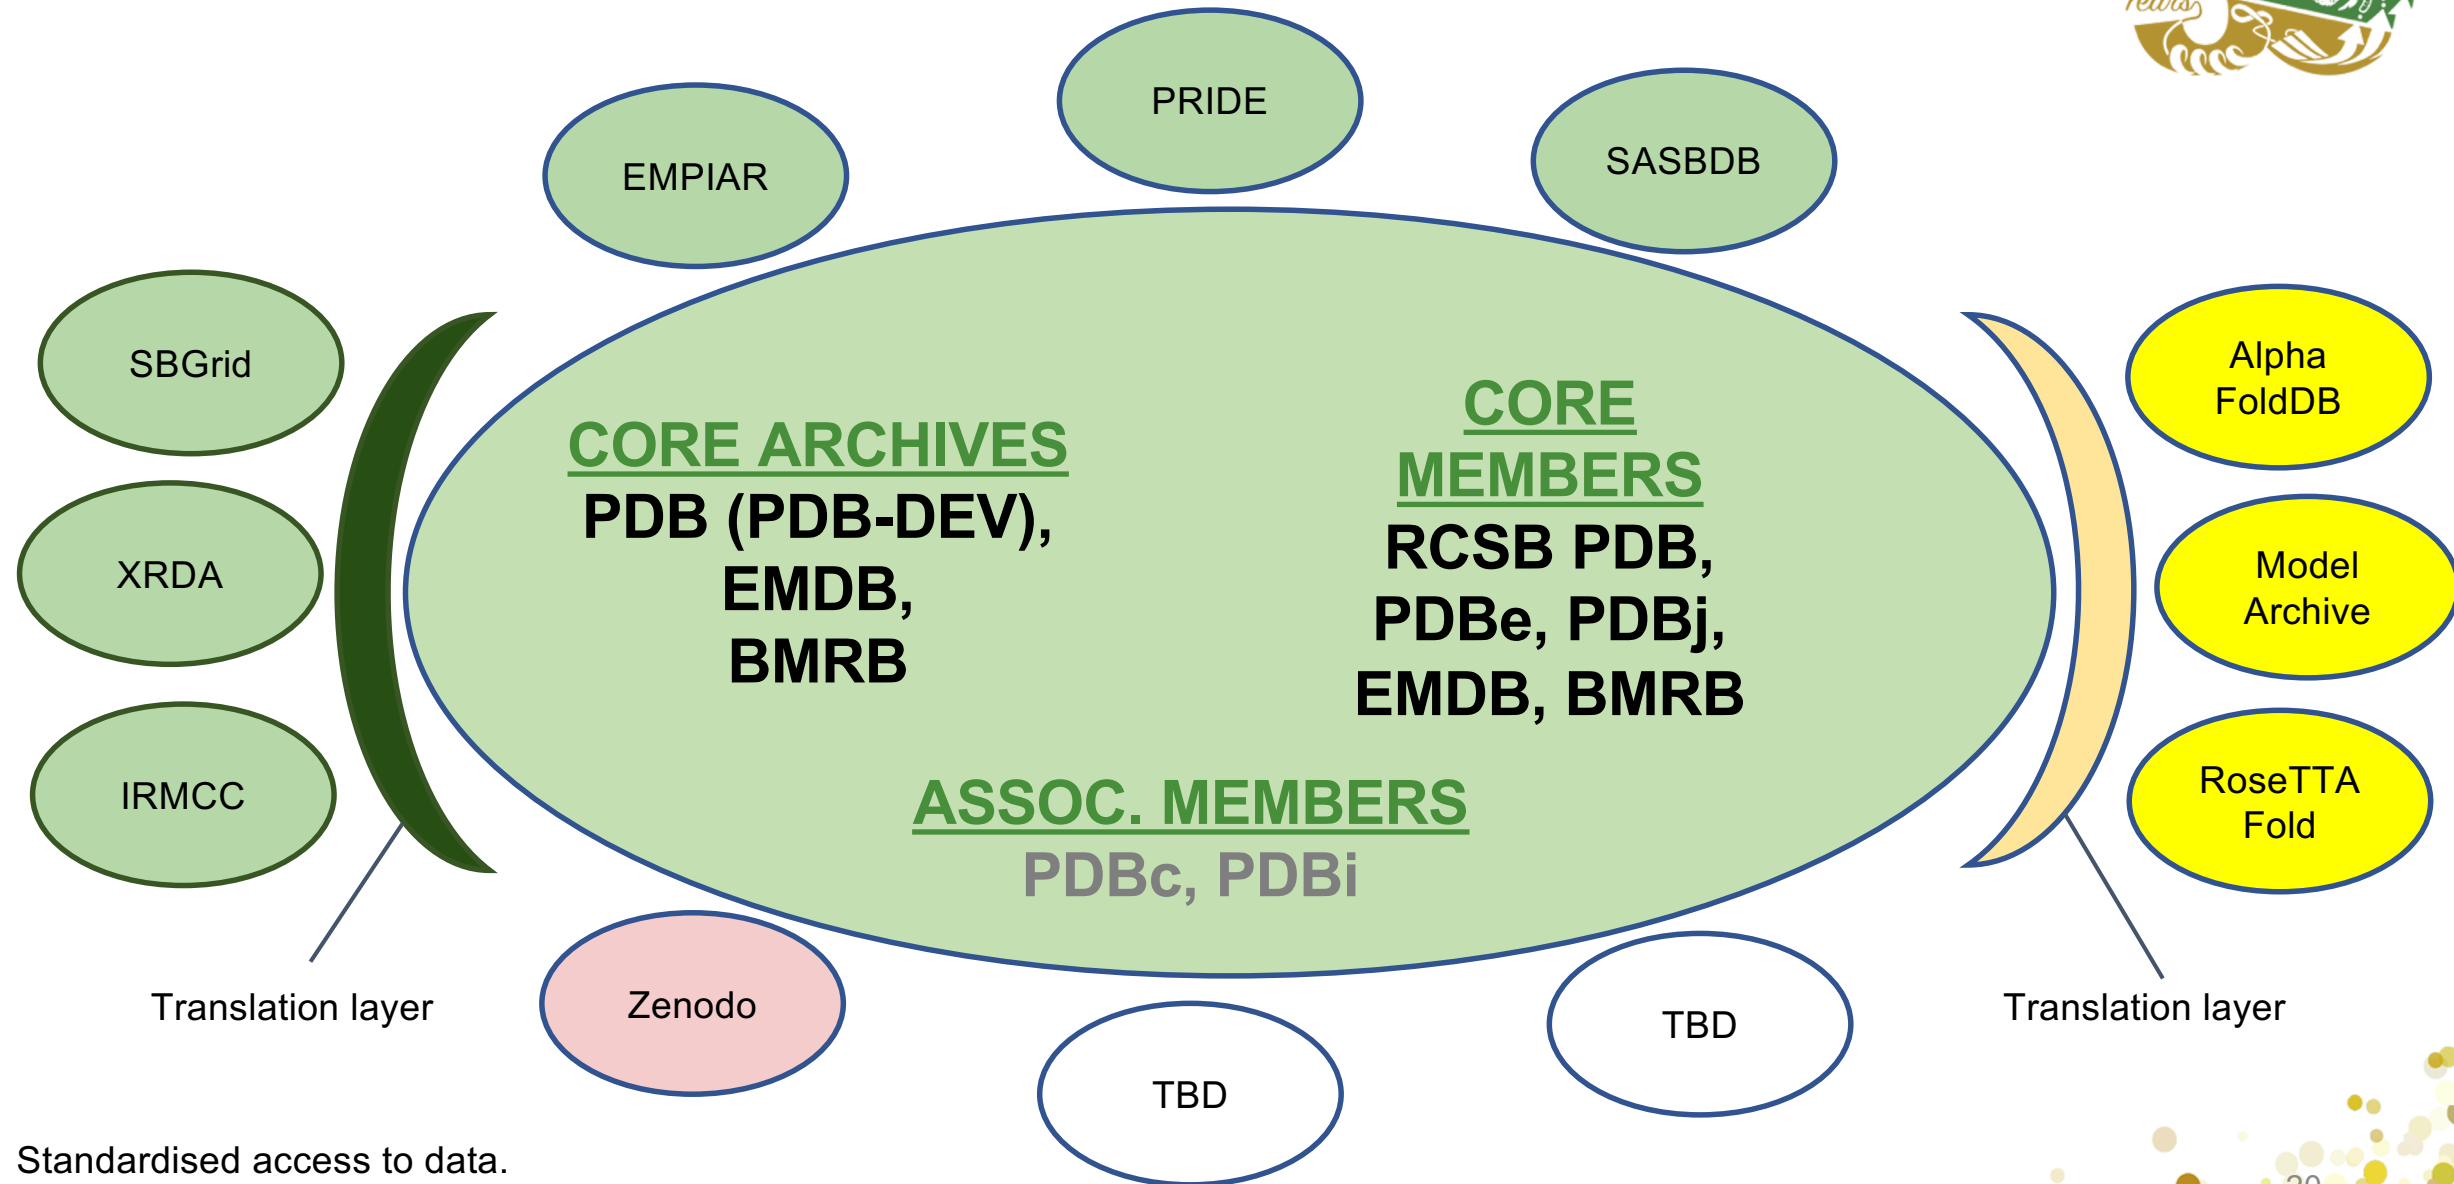 Years
PRIDE
EMPIAR
SASBDB
SBGrid
XRDA
IRMCC
CORE ARCHIVES
PDB (PDB-DEV),
EMDB,
BMRB
CORE
MEMBERS
RCSB PDB,
PDBe, PDBj,
EMDB, BMRB
ASSOC. MEMBERS
PDBc, PDBi
Alpha
FoldDB
Model
Archive
RoseTTA
Fold
Translation layer
Zenodo
TBD
TBD
Translation layer
Standardised access to data.